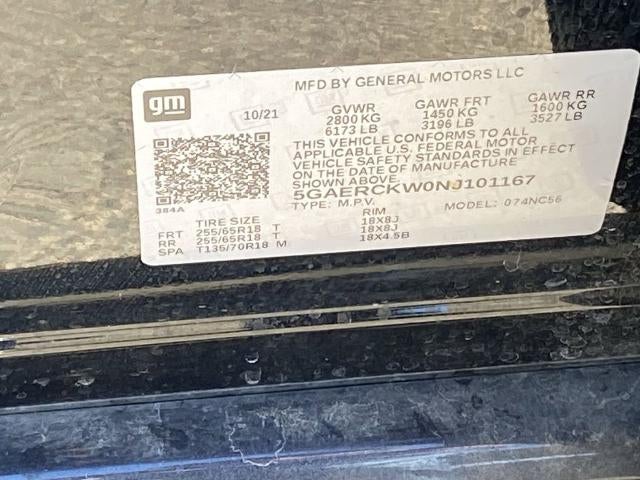 MFD BY GENERAL MOTORS LLC
gm
10/21
GVWR GAWR FRT GAWR RR
2800 KG 1450 KG 1600 KG
6173 LB 3196 LB 3527 LB
THIS VEHICLE CONFORMS TO ALL
APPLICABLE U.S. FEDERAL MOTOR
VEHICLE SAFETY STANDARDS IN EFFECT
ON THE DATE OF MANUFACTURE
SHOWN ABOVE
5GAERCKW0NJ101167
384A
TYPE: M.P.V. MODEL: 074NC56
TIRE SIZE RIM
FRT 255/65R18 T 18X8J
RR 255/65R18 T 18X8J
SPA T135/70R18 M 18X4.5B